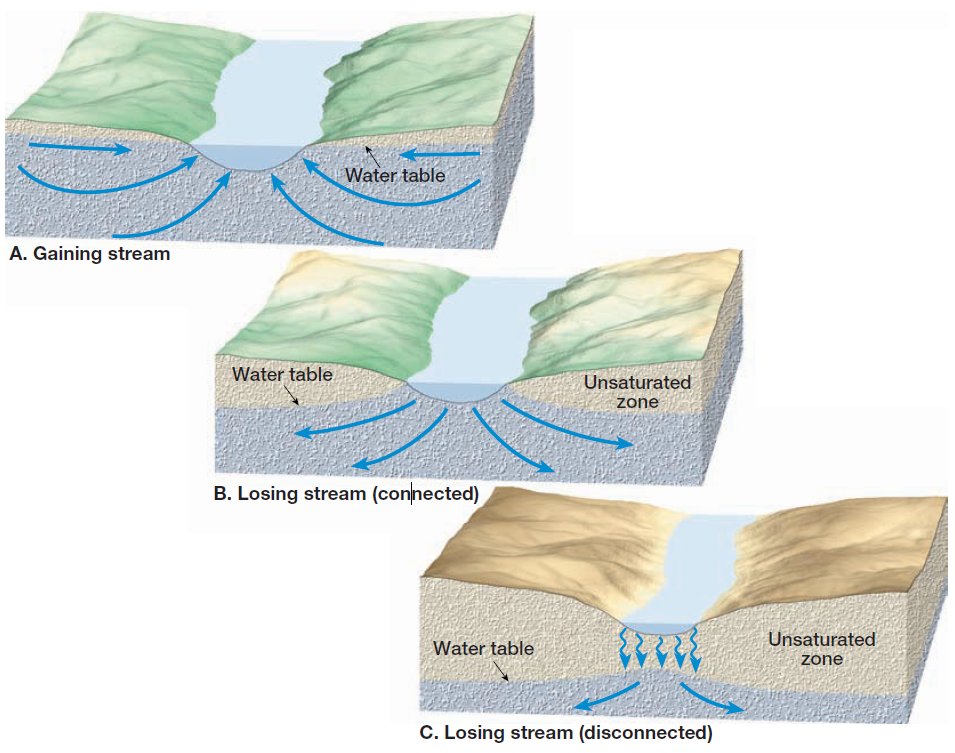 Water table
A. Gaining stream
Water table
Unsaturated
zone
B. Losing stream (connected)
Water table
Unsaturated
zone
C. Losing stream (disconnected)